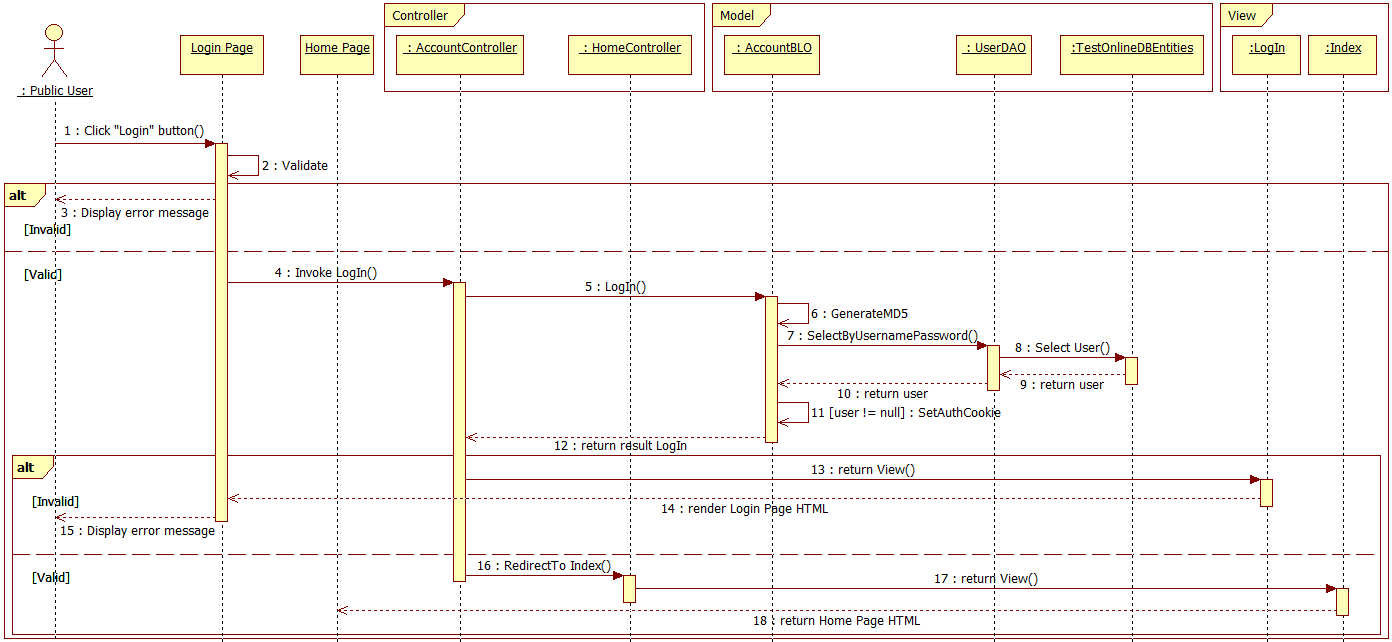 Controller
Model
View
Login Page
Home Page
: AccountController
: HomeController
: AccountBLO
: UserDAO
:TestOnlineDBEntities
:LogIn
:Index
: Public User
1 : Click "Login" button()
2 : Validate
alt
3 : Display error message
[Invalid]
[Valid]
4 : Invoke LogIn()
5 : LogIn()
6 : GenerateMD5
7 : SelectByUsernamePassword()
8 : Select User()
9 : return user
10 : return user
11 [user != null] : SetAuthCookie
12 : return result LogIn
alt
13 : return View()
[Invalid]
14 : render Login Page HTML
15 : Display error message
16 : RedirectTo Index()
[Valid]
17 : return View()
18 : return Home Page HTML